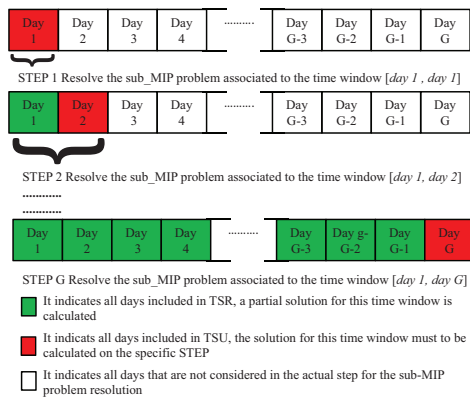 Day 1 Day 2 Day 3 Day 4 .......... Day G-3 Day G-2 Day G-1 Day G
STEP 1 Resolve the sub_MIP problem associated to the time window [day 1 , day 1]
Day 1 Day 2 Day 3 Day 4 .......... Day G-3 Day G-2 Day G-1 Day G
STEP 2 Resolve the sub_MIP problem associated to the time window [day 1, day 2]
............
............
Day 1 Day 2 Day 3 Day 4 .......... Day G-3 Day g-G-2 Day G-1 Day G
STEP G Resolve the sub_MIP problem associated to the time window [day 1, day G]
It indicates all days included in TSR, a partial solution for this time window is
calculated
It indicats all days included in TSU, the solution for this time window must to be
calculated on the specific STEP
It indicates all days that are not considered in the actual step for the sub-MIP
problem resolution